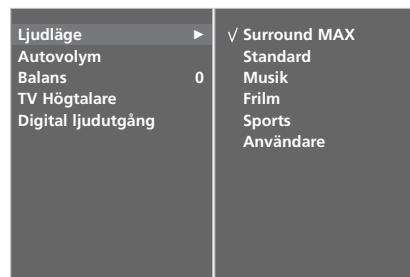 Ljudläge ►
Autovolym
Balans 0
TV Högtalare
Digital ljudutgång
√ Surround MAX
Standard
Musik
Frilm
Sports
Användare